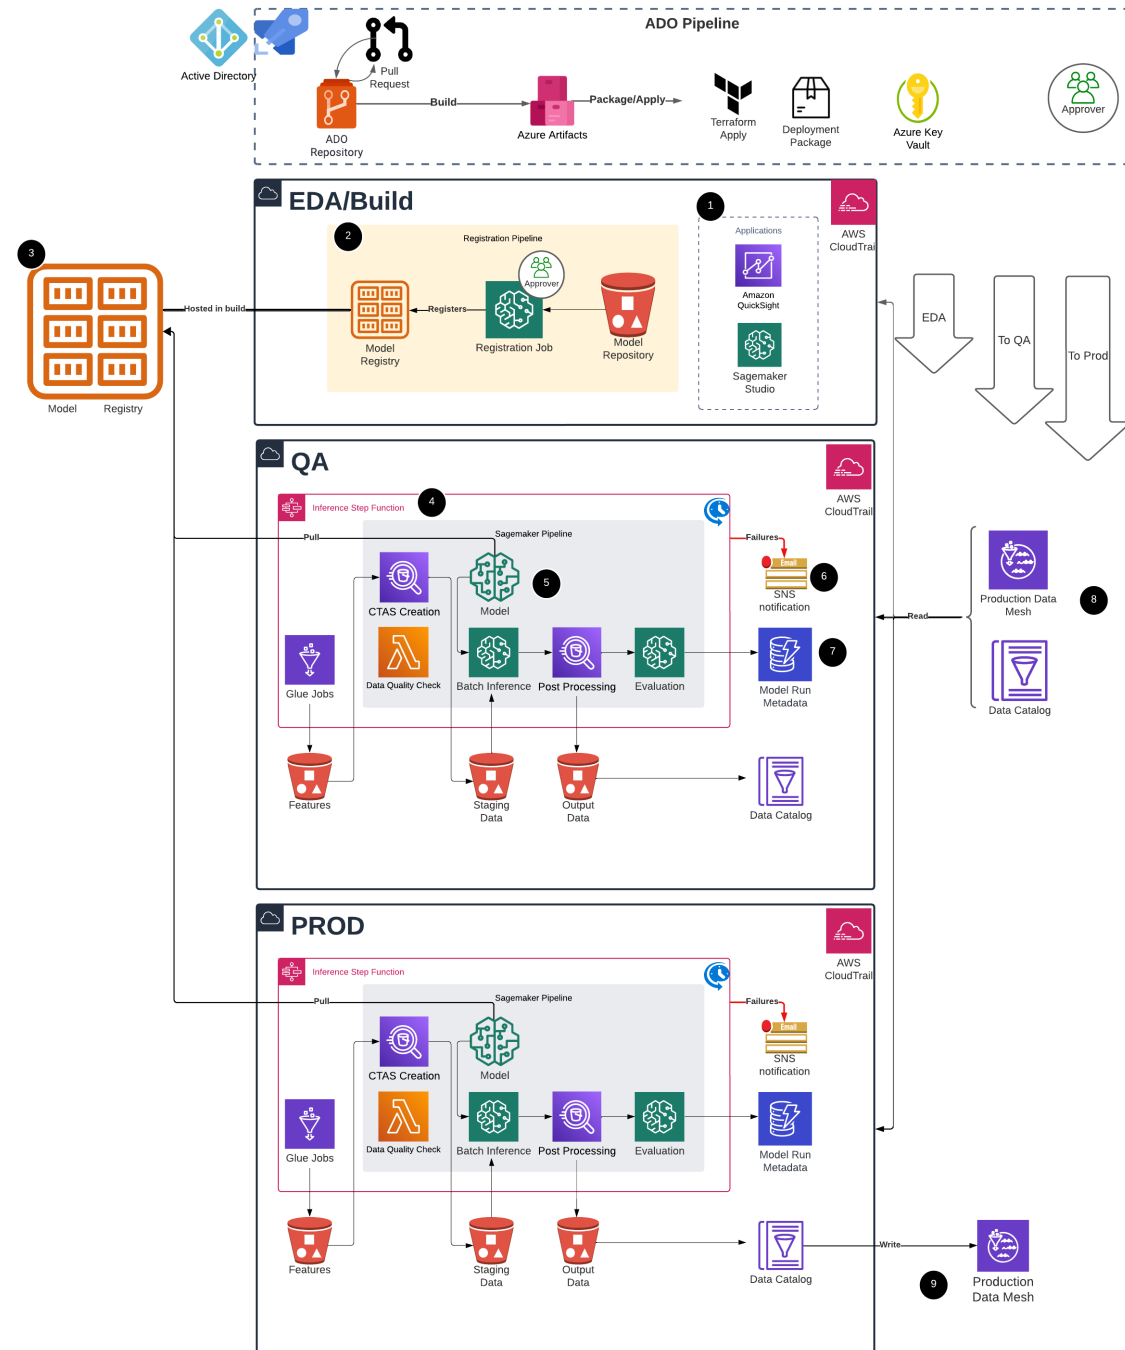 ADO Pipeline
Active Directory
Pull
Request
Build
Package/Apply
ADO
Repository
Azure Artifacts
Terraform
Apply
Deployment
Package
Azure Key
Vault
Approver
EDA/Build
AWS
CloudTrail
1
Applications
Amazon
QuickSight
Sagemaker
Studio
2
Registration Pipeline
Approver
Registers
Model
Registry
Registration Job
Model
Repository
3
Hosted in build
Model Registry
EDA
To QA
To Prod
QA
AWS
CloudTrail
Inference Step Function
4
Sagemaker Pipeline
Pull
Failures
Email
SNS
notification
6
CTAS Creation
Model
5
Glue Jobs
Data Quality Check
Batch Inference
Post Processing
Evaluation
Model Run
Metadata
7
Read
Production Data
Mesh
8
Data Catalog
Features
Staging
Data
Output
Data
Data Catalog
PROD
AWS
CloudTrail
Inference Step Function
Sagemaker Pipeline
Pull
Failures
Email
SNS
notification
CTAS Creation
Model
Glue Jobs
Data Quality Check
Batch Inference
Post Processing
Evaluation
Model Run
Metadata
Features
Staging
Data
Output
Data
Data Catalog
Write
9
Production
Data Mesh